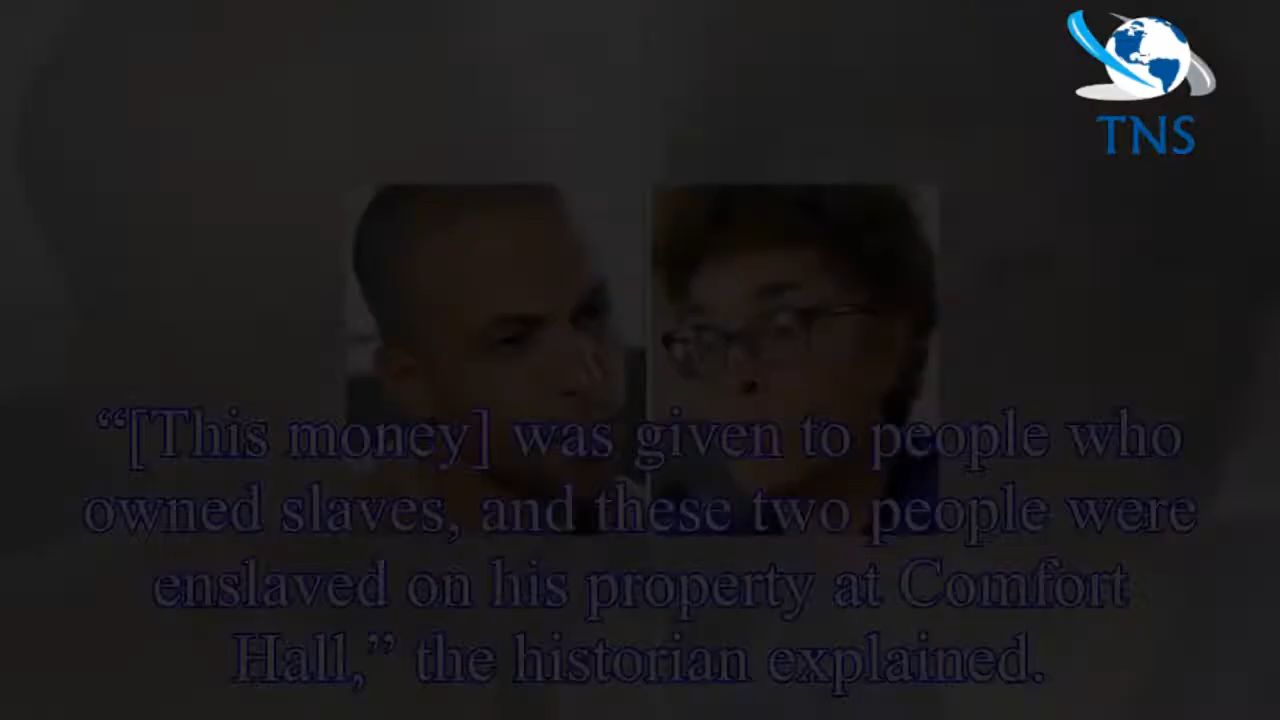 TNS
“[This money] was given to people who
owned slaves, and these two people were
enslaved on his property at Comfort
Hall,” the historian explained.